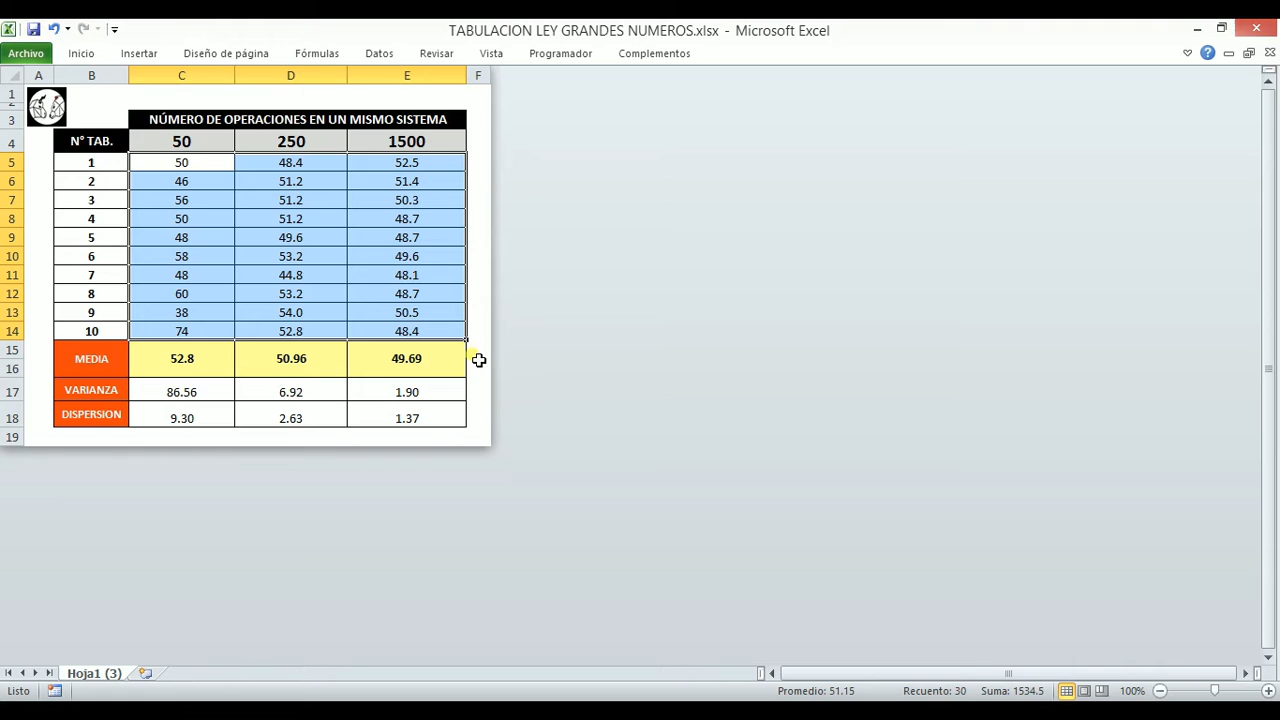 TABULACION LEY GRANDES NUMEROS.xlsx - Microsoft Excel
Archivo Inicio Insertar Diseño de página Fórmulas Datos Revisar Vista Programador Complementos
A B C D E F
1
2
3 NÚMERO DE OPERACIONES EN UN MISMO SISTEMA
4 N° TAB. 50 250 1500
5 1 50 48.4 52.5
6 2 46 51.2 51.4
7 3 56 51.2 50.3
8 4 50 51.2 48.7
9 5 48 49.6 48.7
10 6 58 53.2 49.6
11 7 48 44.8 48.1
12 8 60 53.2 48.7
13 9 38 54.0 50.5
14 10 74 52.8 48.4
15
MEDIA 52.8 50.96 49.69
16
17 VARIANZA 86.56 6.92 1.90
18 DISPERSION 9.30 2.63 1.37
19
Hoja1 (3)
Listo Promedio: 51.15 Recuento: 30 Suma: 1534.5 100%